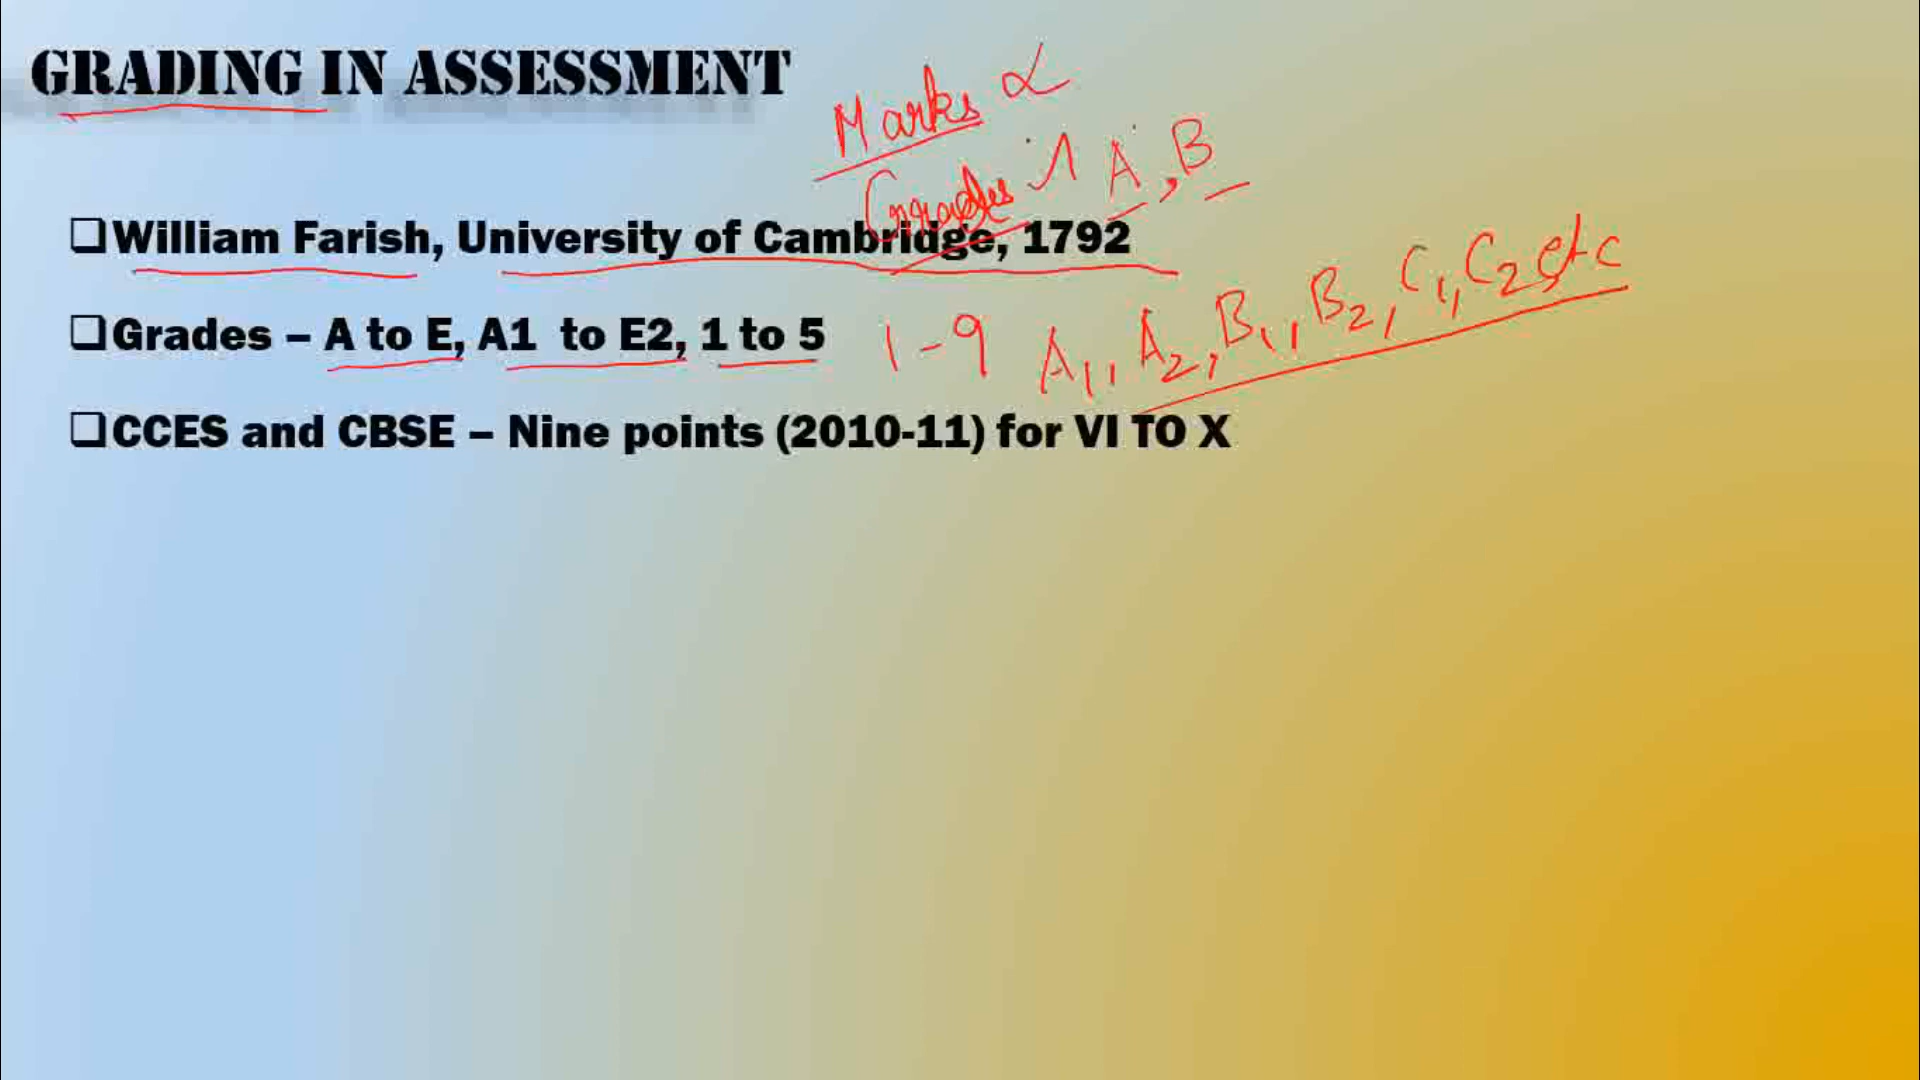 GRADING IN ASSESSMENT
Marks
Grades A, B
William Farish, University of Cambridge, 1792
Grades – A to E, A1 to E2, 1 to 5
1-9 A1, A2, B1, B2, C1, C2, etc
CCES and CBSE – Nine points (2010-11) for VI TO X